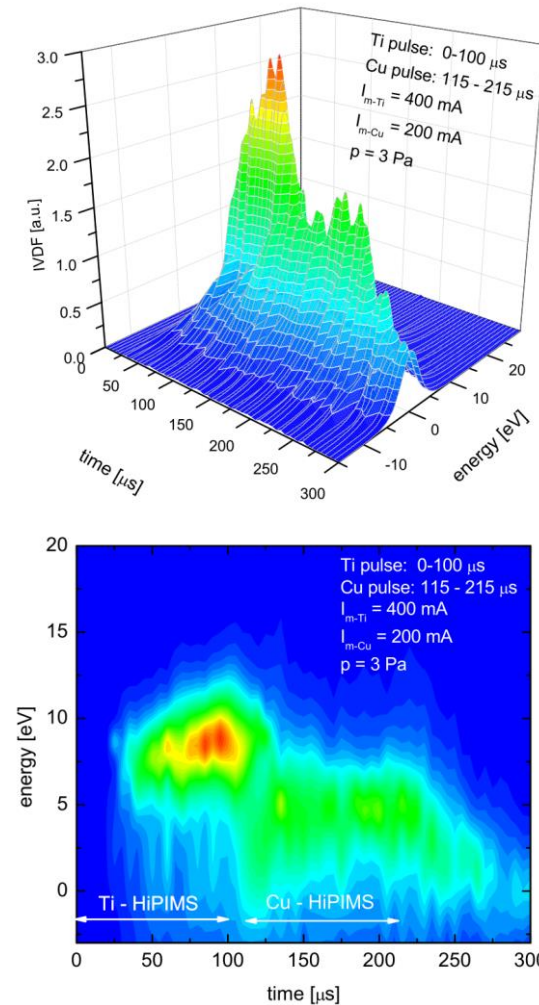 3.0
2.5
2.0
1.5
1.0
0.5
0.0
IVDF [a.u.]
Ti pulse: 0-100 μs
Cu pulse: 115 - 215 μs
I_m-Ti = 400 mA
I_m-Cu = 200 mA
p = 3 Pa
0
50
100
150
200
250
300
time [μs]
-10
0
10
20
energy [eV]
20
15
10
5
0
energy [eV]
Ti pulse: 0-100 μs
Cu pulse: 115 - 215 μs
I_m-Ti = 400 mA
I_m-Cu = 200 mA
p = 3 Pa
Ti - HiPIMS
Cu - HiPIMS
0 50 100 150 200 250 300
time [μs]